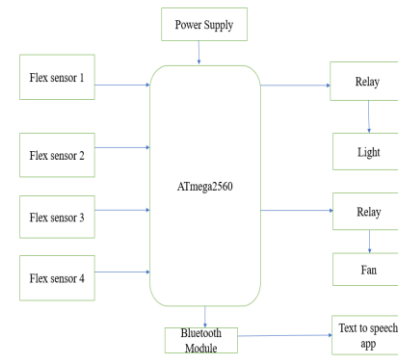 Power Supply
Flex sensor 1
Relay
Flex sensor 2
Light
ATmega2560
Flex sensor 3
Relay
Flex sensor 4
Fan
Bluetooth
Module
Text to speech
app